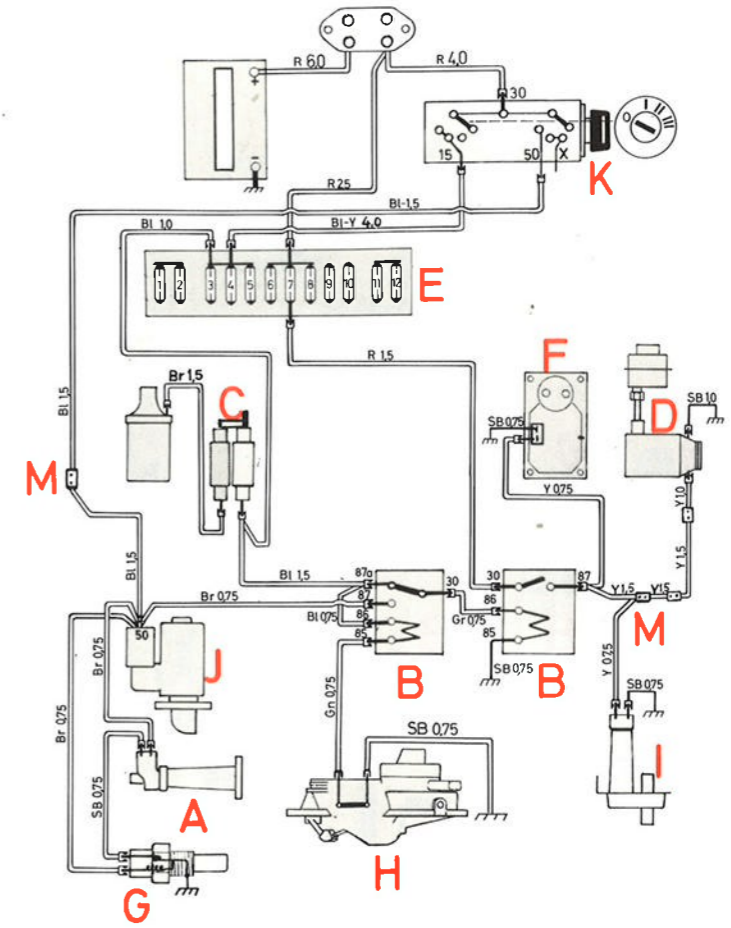 R 6,0
R 4,0
+
-
30
O I II III
15
50
X
K
R 2,5
Bl-1,5
Bl 1,0
Bl-Y 4,0
1 2 3 4 5 6 7 8 9 10 11 12
E
R 1,5
Br 1,5
C
F
D
SB 1,0
SB 0,75
Bl 1,5
M
Y 0,75
Y 1,0
Y 1,5
Bl 1,5
Bl 1,5
87a
30
30
87
Br 0,75
87
86
86
Y 1,5
Y 1,5
Bl 0,75
Gr 0,75
M
50
85
85
SB 0,75
B
B
J
Br 0,75
Br 0,75
Gn 0,75
Y 0,75
SB 0,75
SB 0,75
SB 0,75
A
I
H
G